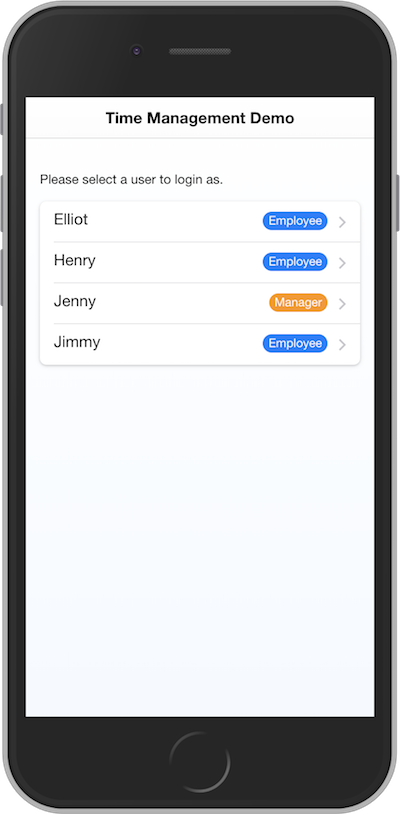 Time Management Demo
Please select a user to login as.
Elliot Employee
Henry Employee
Jenny Manager
Jimmy Employee